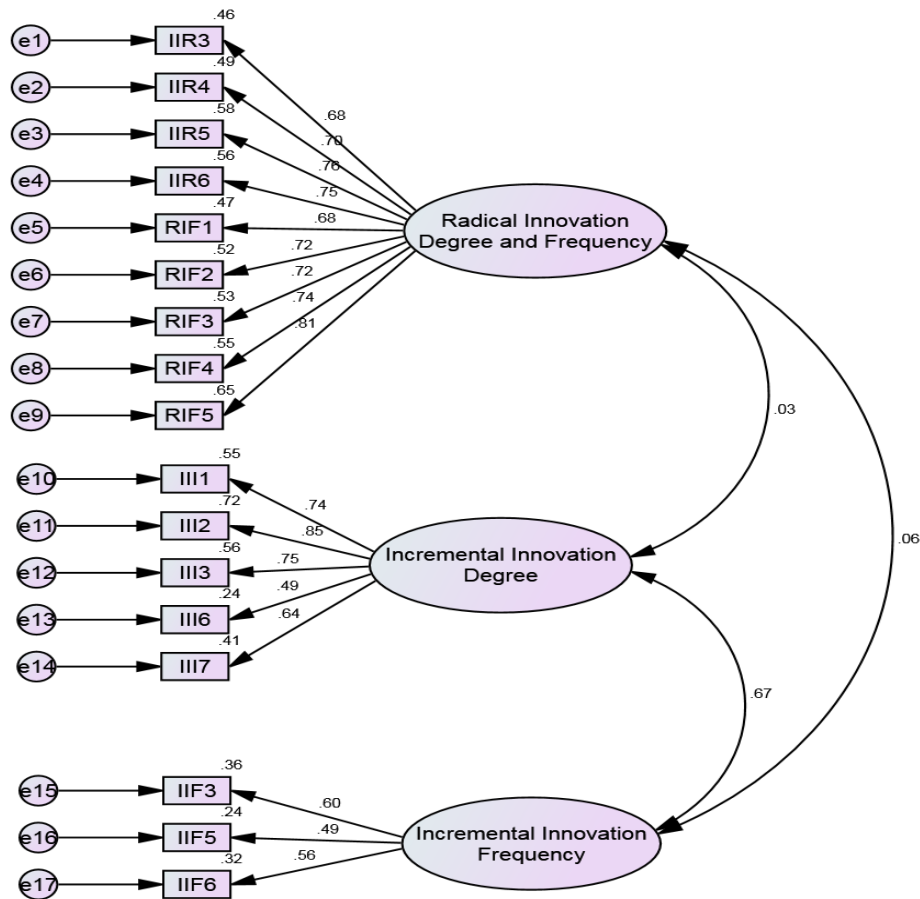 .46
e1 IIR3
.49
e2 IIR4
.68
.58
e3 IIR5
.70
.56
.76
e4 IIR6
.75
.47
e5 RIF1
.68
Radical Innovation
Degree and Frequency
.52
.72
e6 RIF2
.72
.53
e7 RIF3
.74
.81
.55
e8 RIF4
.65
e9 RIF5
.03
.55
e10 III1
.74
.72
e11 III2
.85
.06
.56
.75
Incremental Innovation
Degree
e12 III3
.24
.49
e13 III6
.64
.41
e14 III7
.67
.36
e15 IIF3
.60
.24
e16 IIF5
.49
Incremental Innovation
Frequency
.32
.56
e17 IIF6